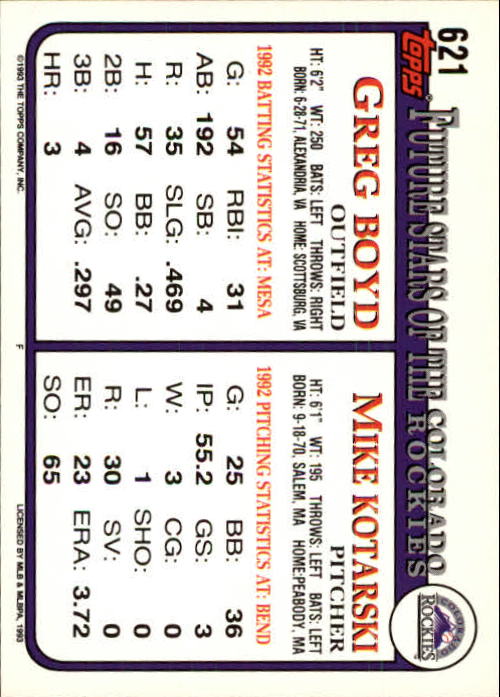 621
Topps®
FUTURE STARS OF THE COLORADO ROCKIES
COLORADO
ROCKIES
GREG BOYD
OUTFIELD
HT: 6'2" WT: 250 BATS: LEFT THROWS: RIGHT
BORN: 6-28-71, ALEXANDRIA, VA HOME: SCOTTSBURG, VA
1992 BATTING STATISTICS AT: MESA
G: 54 RBI: 31
AB: 192 SB: 4
R: 35 SLG: .469
H: 57 BB: .27
2B: 16 SO: 49
3B: 4 AVG: .297
HR: 3
MIKE KOTARSKI
PITCHER
HT: 6'1" WT: 195 THROWS: LEFT BATS: LEFT
BORN: 9-18-70, SALEM, MA HOME:PEABODY, MA
1992 PITCHING STATISTICS AT: BEND
G: 25 BB: 36
IP: 55.2 GS: 3
W: 3 CG: 0
L: 1 SHO: 0
R: 30 SV: 0
ER: 23 ERA: 3.72
SO: 65
©1993 THE TOPPS COMPANY, INC.
F
LICENSED BY MLB & MLBPA, 1993